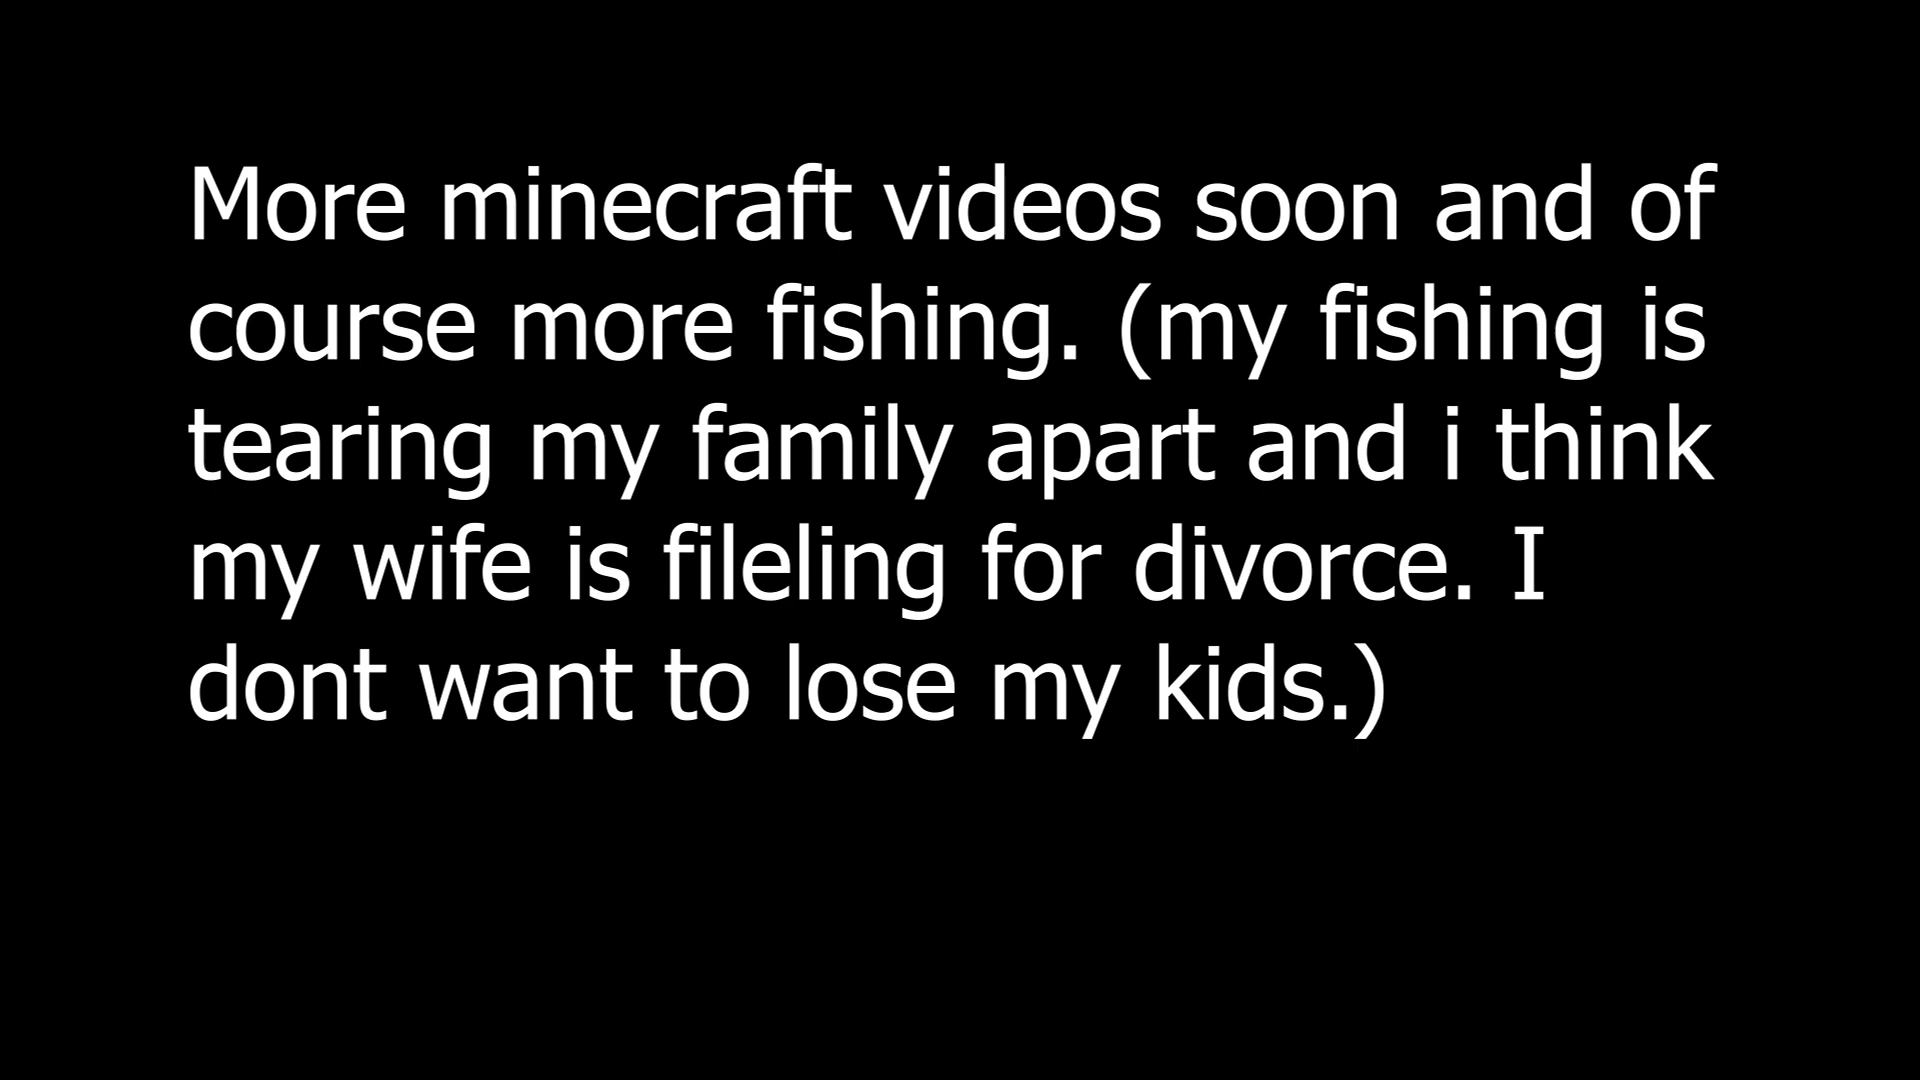 More minecraft videos soon and of
course more fishing. (my fishing is
tearing my family apart and i think
my wife is fileling for divorce. I
dont want to lose my kids.)